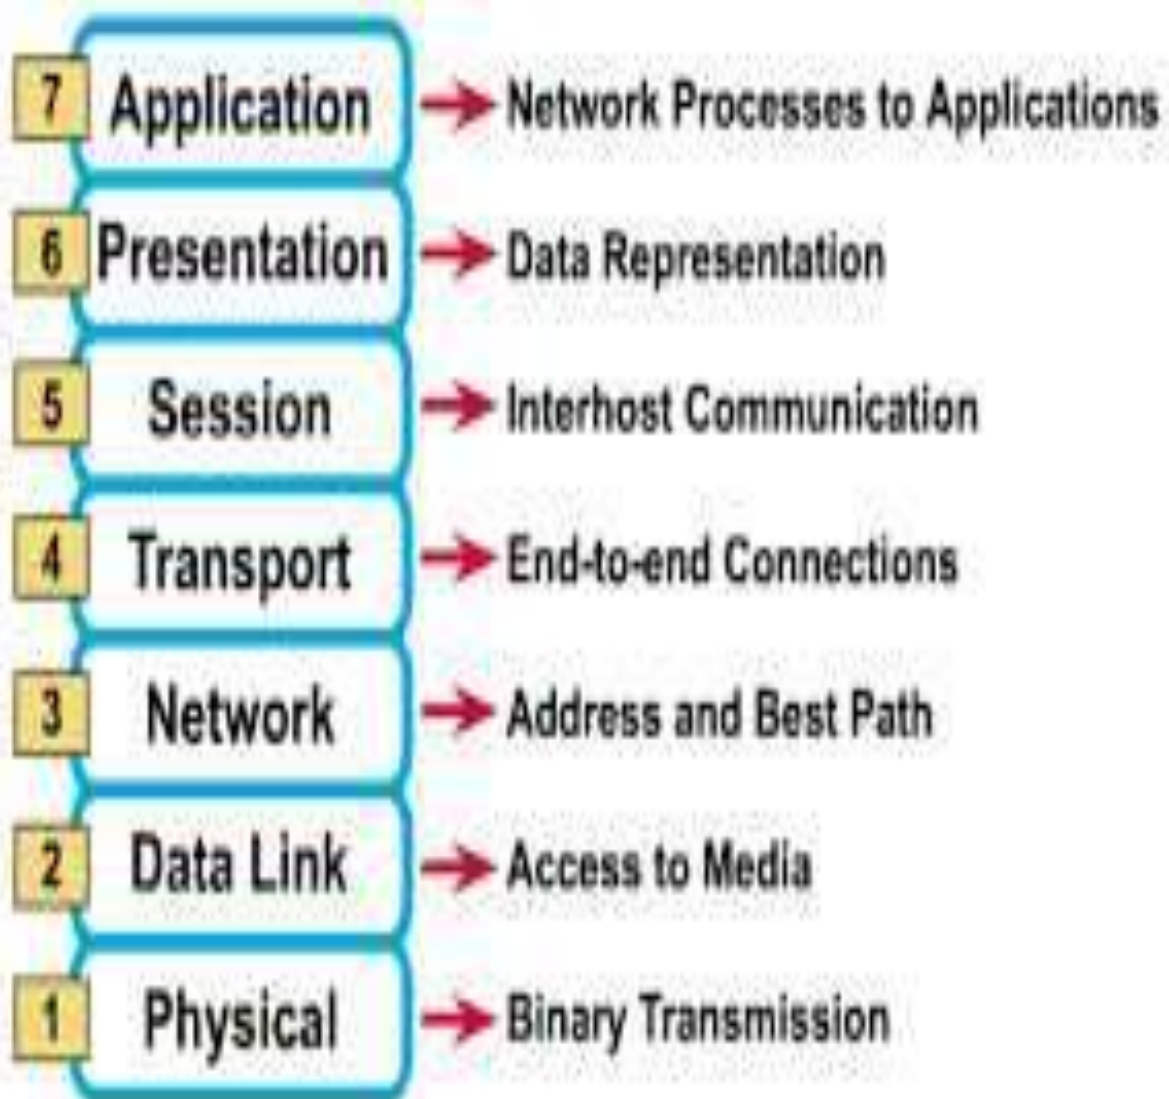 7 Application Network Processes to Applications
6 Presentation Data Representation
5 Session Interhost Communication
4 Transport End-to-end Connections
3 Network Address and Best Path
2 Data Link Access to Media
1 Physical Binary Transmission